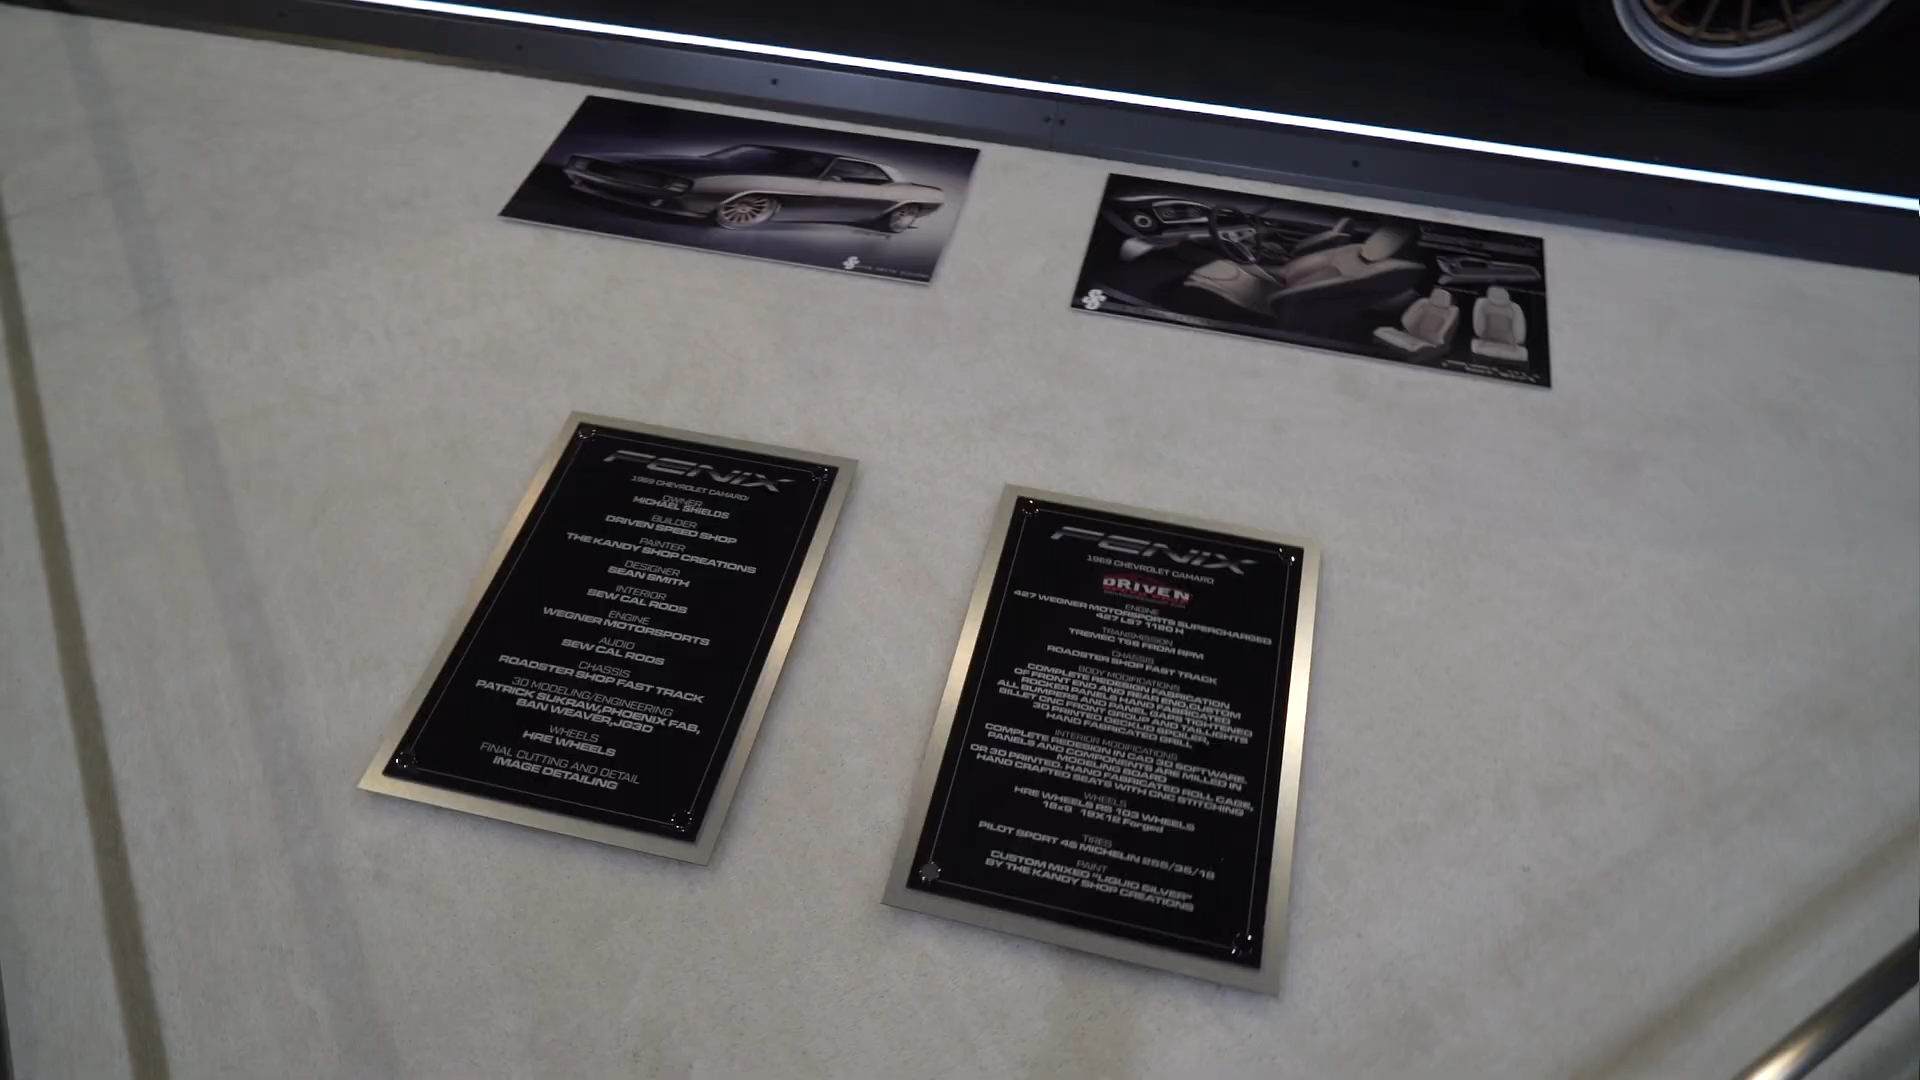 FENIX
1969 CHEVROLET CAMARO
OWNER
MICHAEL SHIELDS
BUILDER
DRIVEN SPEED SHOP
PAINTER
THE KANDY SHOP CREATIONS
DESIGNER
SEAN SMITH
INTERIOR
SEW CAL RODS
ENGINE
WEGNER MOTORSPORTS
AUDIO
SEW CAL RODS
CHASSIS
ROADSTER SHOP FAST TRACK
3D MODELING/ENGINEERING
PATRICK SUKRAW, PHOENIX FAB,
BAN WEAVER, JG3D
WHEELS
HRE WHEELS
FINAL CUTTING AND DETAIL
IMAGE DETAILING
FENIX
1969 CHEVROLET CAMARO
DRIVEN
ENGINE
427 WEGNER MOTORSPORTS SUPERCHARGED
427 LS7 1190 H
TRANSMISSION
TREMEC T56 FROM RPM
CHASSIS
ROADSTER SHOP FAST TRACK
BODY MODIFICATIONS
COMPLETE REDESIGN FABRICATION
OF FRONT END AND REAR END, CUSTOM
ROCKER PANELS HAND FABRICATED
ALL BUMPERS AND PANEL GAPS TIGHTENED
BILLET CNC FRONT GROUP AND TAILLIGHTS
3D PRINTED DECKLID SPOILER,
HAND FABRICATED GRILL
INTERIOR MODIFICATIONS
COMPLETE REDESIGN IN CAD 3D SOFTWARE,
PANELS AND COMPONENTS ARE MILLED IN
MODELING BOARD
OR 3D PRINTED. HAND FABRICATED ROLL CAGE,
HAND CRAFTED SEATS WITH CNC STITCHING
WHEELS
HRE WHEELS RS 103 WHEELS
18x9 19X12 Forged
TIRES
PILOT SPORT 4S MICHELIN 255/35/18
PAINT
CUSTOM MIXED "LIQUID SILVER"
BY THE KANDY SHOP CREATIONS